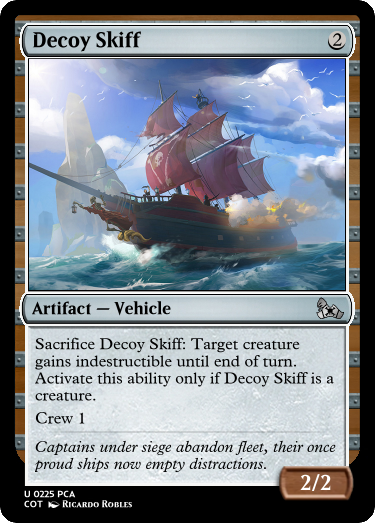 Decoy Skiff 2
Artifact — Vehicle
Sacrifice Decoy Skiff: Target creature
gains indestructible until end of turn.
Activate this ability only if Decoy Skiff is a
creature.
Crew 1
Captains under siege abandon fleet, their once
proud ships now empty distractions.
2/2
U 0225 PCA
COT Ricardo Robles